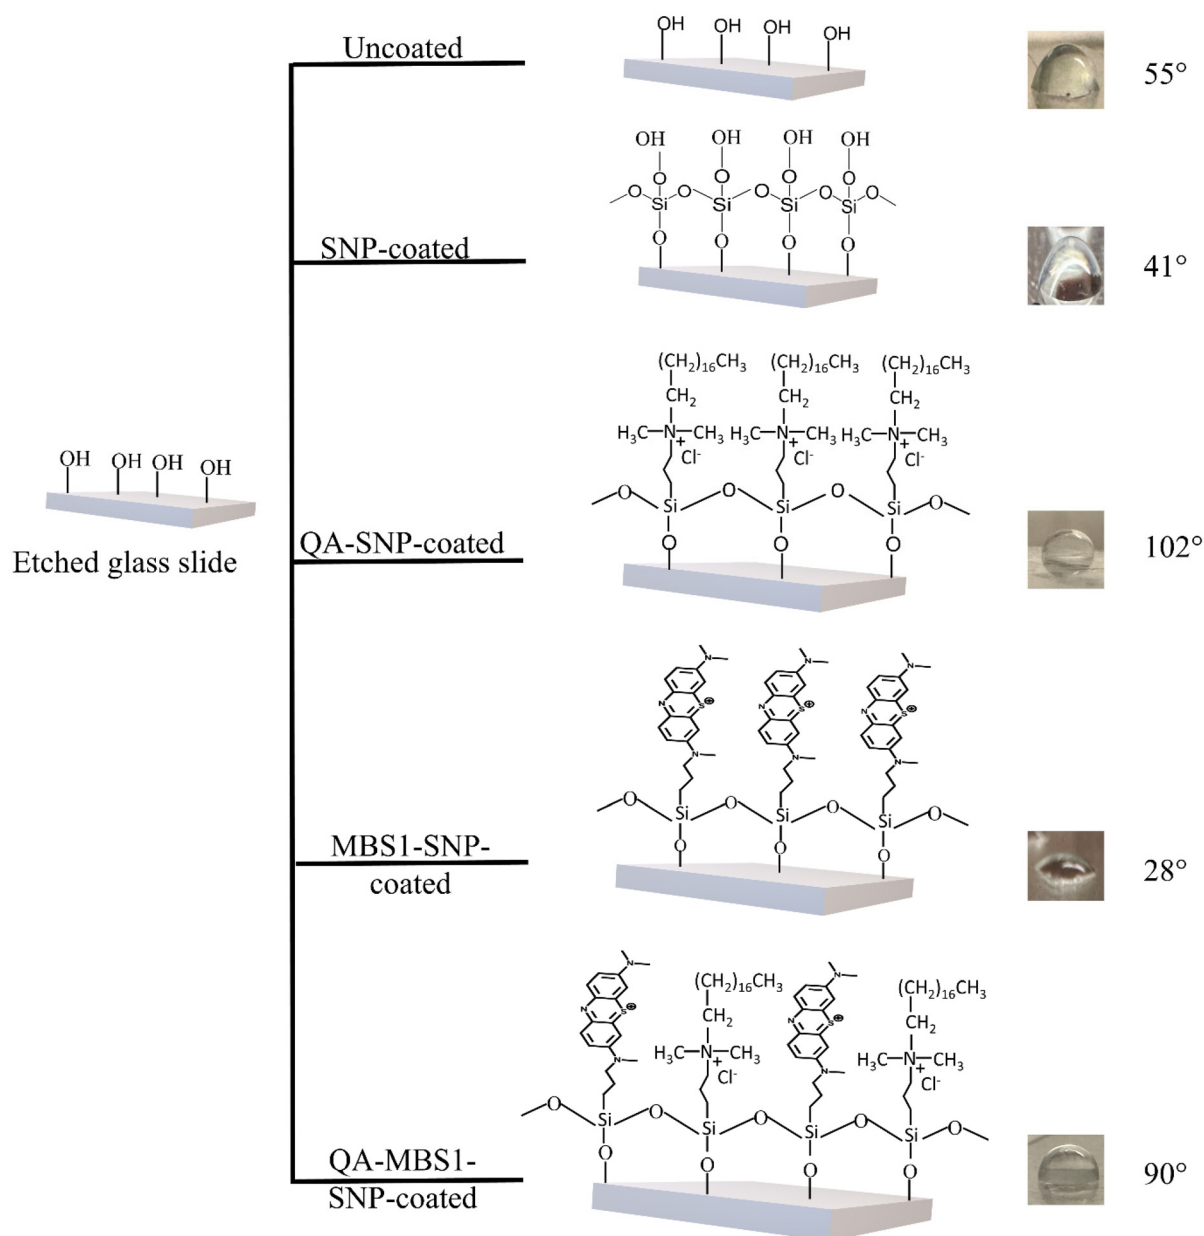 Uncoated
OH OH OH OH
55°
OH OH OH OH
O O O O
O Si O Si O Si O Si O
O O O O
SNP-coated
41°
(CH2)16CH3 (CH2)16CH3 (CH2)16CH3
CH2 CH2 CH2
H3C N CH3 H3C N CH3 H3C N CH3
+ + +
Cl- Cl- Cl-
O Si O Si O Si O
O O O
QA-SNP-coated
102°
OH OH OH OH
Etched glass slide
N N N
N S⊕ N S⊕ N S⊕
N N N
O Si O Si O Si O
O O O
MBS1-SNP-
coated
28°
N (CH2)16CH3 N (CH2)16CH3
N S⊕ CH2 N S⊕ CH2
N H3C N CH3 N H3C N CH3
+ +
Cl- Cl-
O Si O Si O Si O Si O
O O O O
QA-MBS1-
SNP-coated
90°